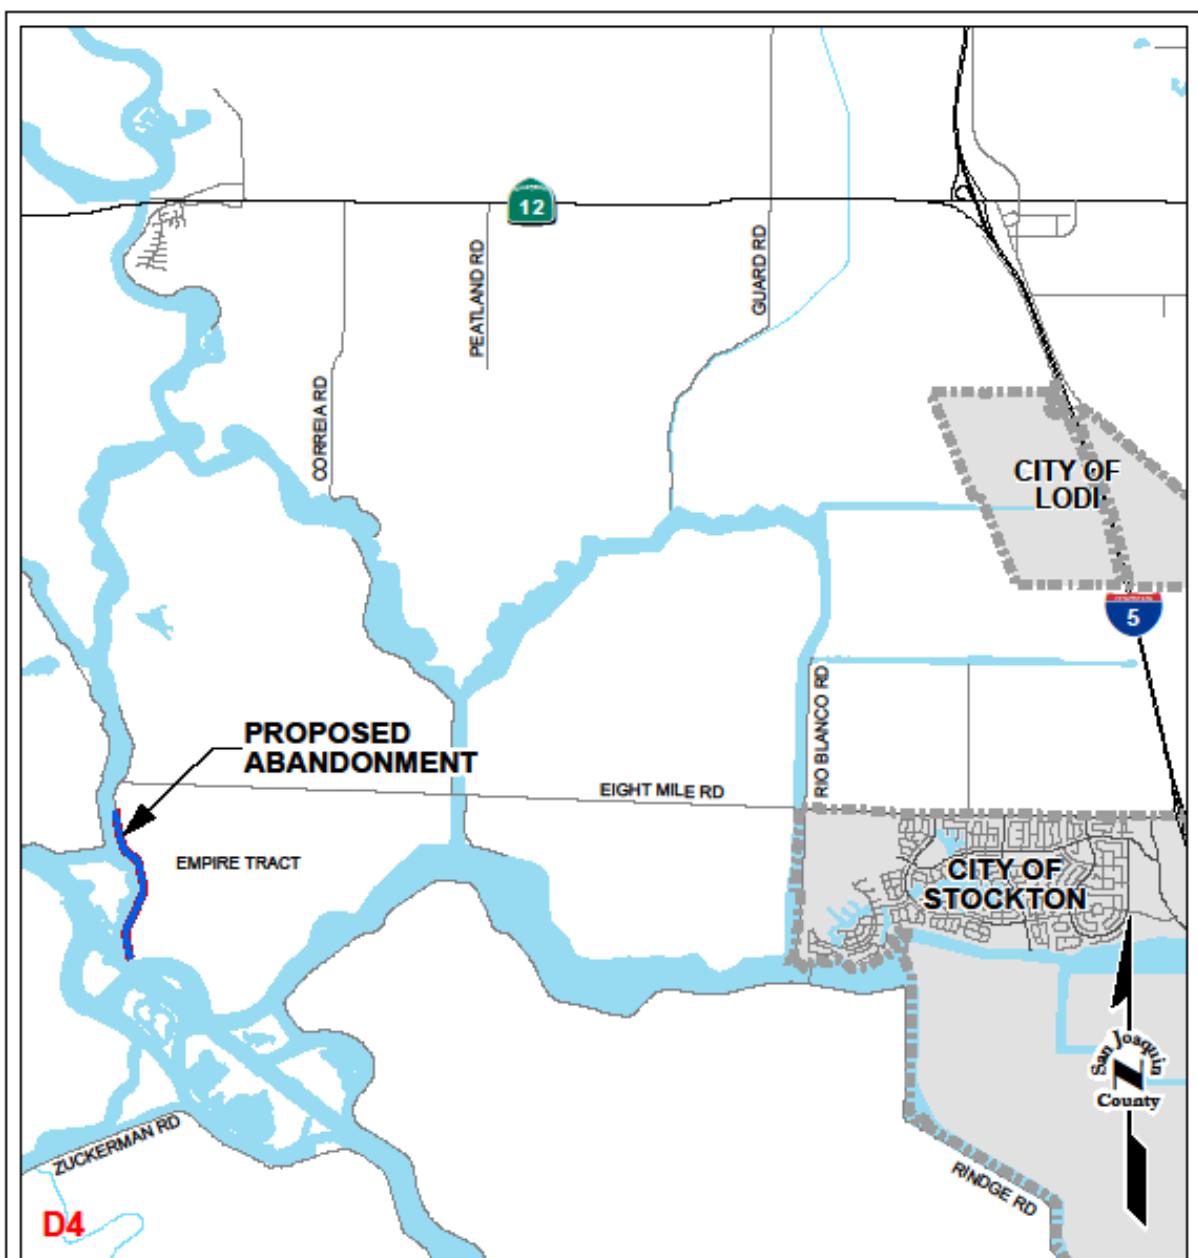 12
PEATLAND RD
GUARD RD
CORREIA RD
CITY OF
LODI
5
RIO BLANCO RD
PROPOSED
ABANDONMENT
EIGHT MILE RD
EMPIRE TRACT
CITY OF
STOCKTON
San Joaquin
County
ZUCKERMAN RD
RINDGE RD
D4